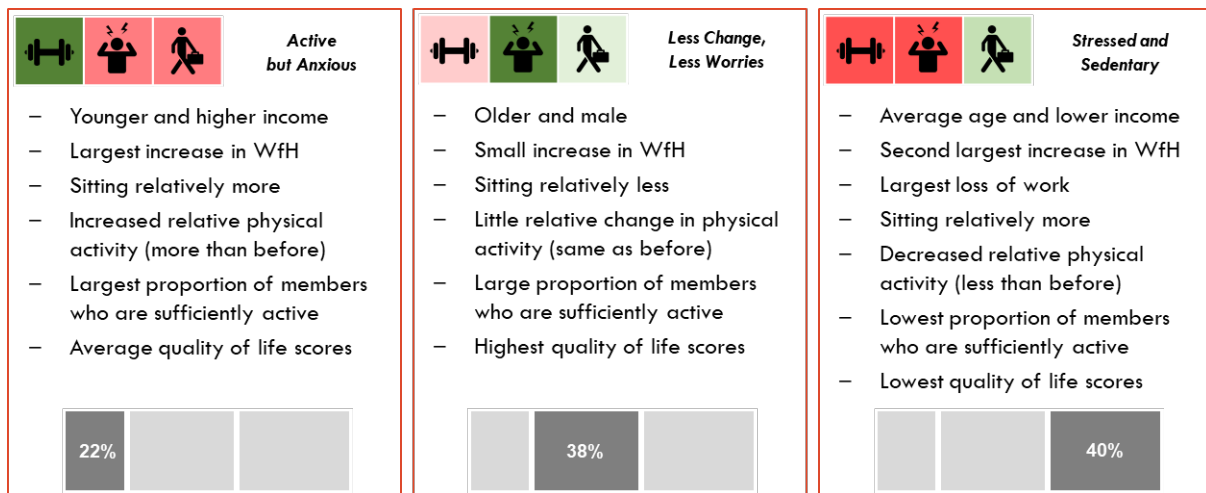 Active
but Anxious
– Younger and higher income
– Largest increase in WfH
– Sitting relatively more
– Increased relative physical
activity (more than before)
– Largest proportion of members
who are sufficiently active
– Average quality of life scores
22%
Less Change,
Less Worries
– Older and male
– Small increase in WfH
– Sitting relatively less
– Little relative change in physical
activity (same as before)
– Large proportion of members
who are sufficiently active
– Highest quality of life scores
38%
Stressed and
Sedentary
– Average age and lower income
– Second largest increase in WfH
– Largest loss of work
– Sitting relatively more
– Decreased relative physical
activity (less than before)
– Lowest proportion of members
who are sufficiently active
– Lowest quality of life scores
40%